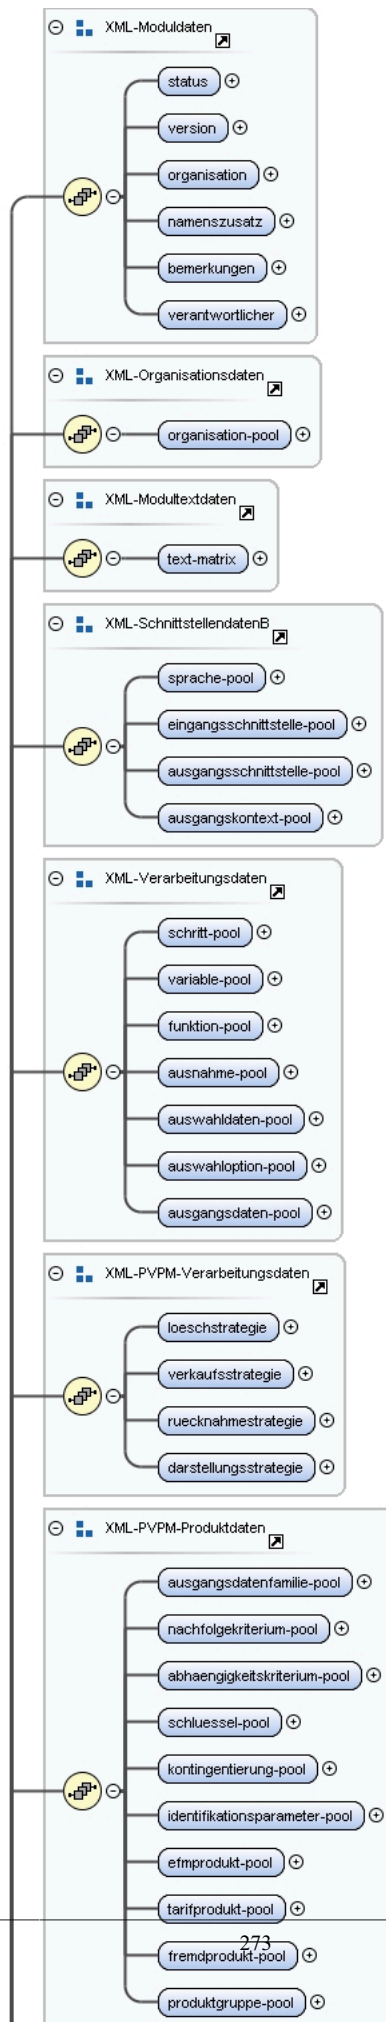 XML-Moduldaten
status
version
organisation
namenszusatz
bemerkungen
verantwortlicher
XML-Organisationsdaten
organisation-pool
XML-Modultextdaten
text-matrix
XML-SchnittstellendatenB
sprache-pool
eingangsschnittstelle-pool
ausgangsschnittstelle-pool
ausgangskontext-pool
XML-Verarbeitungsdaten
schritt-pool
variable-pool
funktion-pool
ausnahme-pool
auswahldaten-pool
auswahloption-pool
ausgangsdaten-pool
XML-PVPM-Verarbeitungsdaten
loeschstrategie
verkaufsstrategie
ruecknahmestrategie
darstellungsstrategie
XML-PVPM-Produktdaten
ausgangsdatenfamilie-pool
nachfolgekriterium-pool
abhaengigkeitskriterium-pool
schluessel-pool
kontingentierung-pool
identifikationsparameter-pool
efmprodukt-pool
tarifprodukt-pool
273
fremdprodukt-pool
produktgruppe-pool